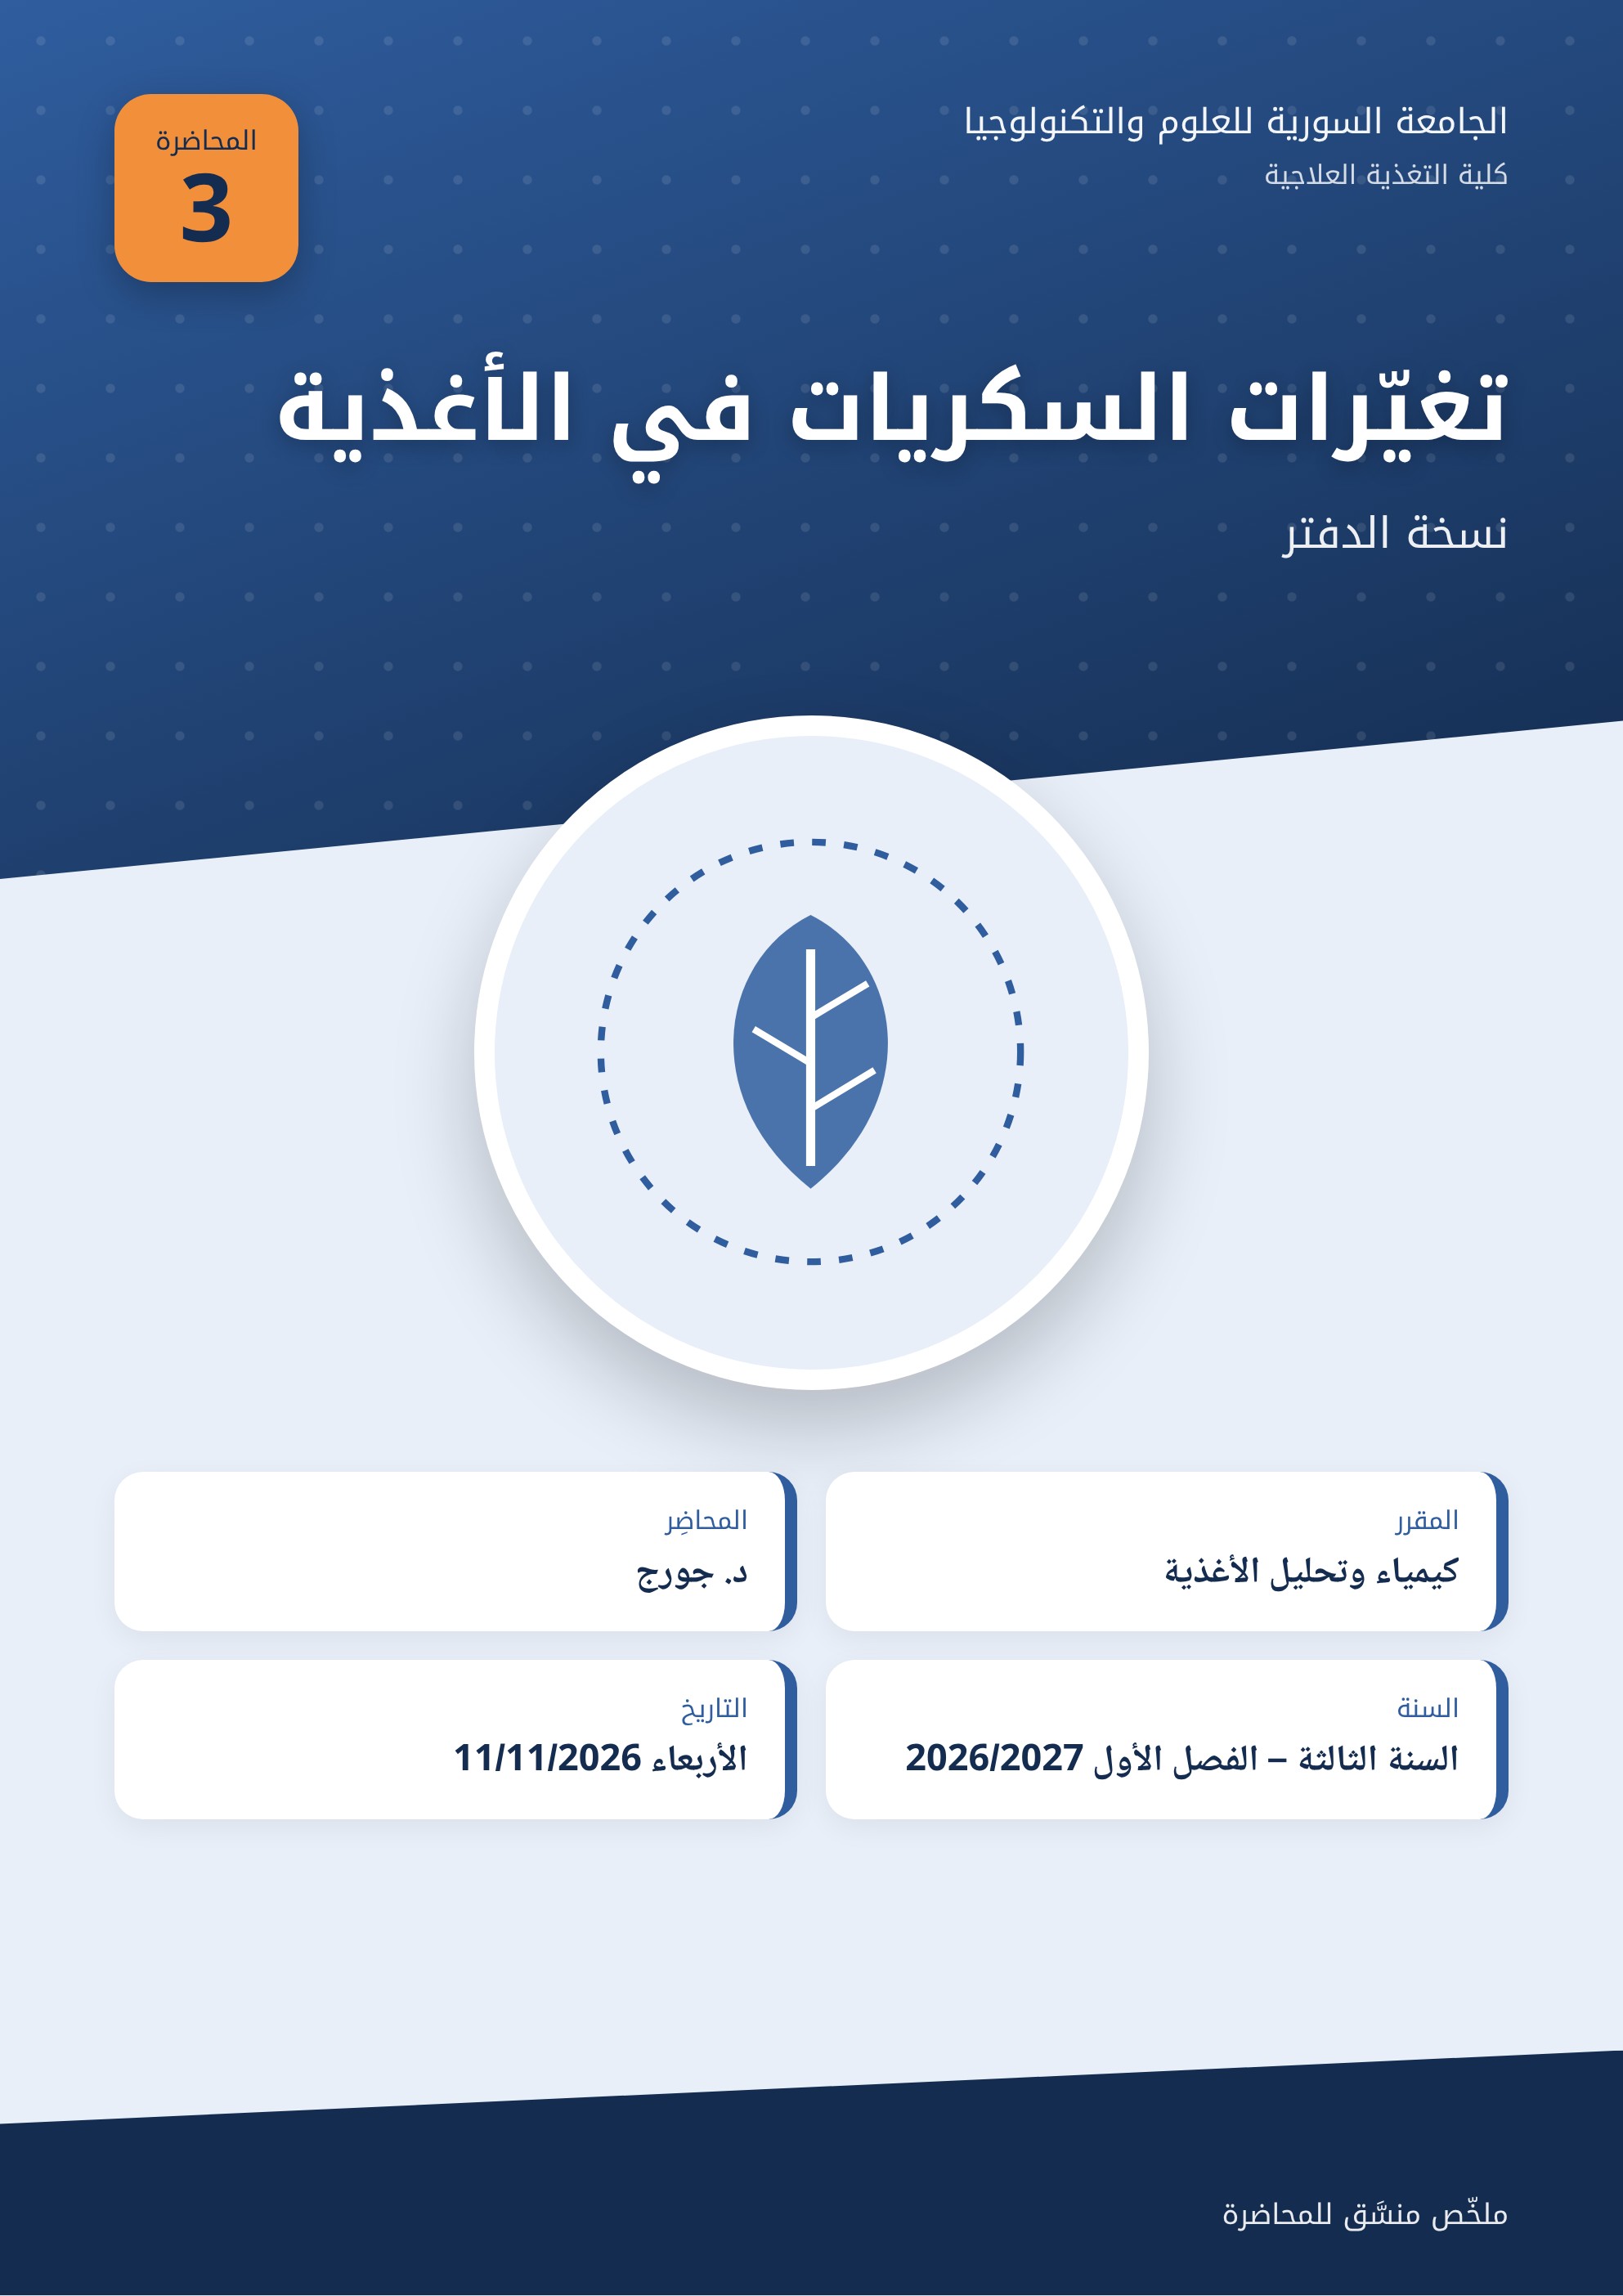 الجامعة السورية للعلوم والتكنولوجيا
كلية التغذية العلاجية
المحاضرة
3
تغيّرات السكريات في الأغذية
نسخة الدفتر
المقرر
كيمياء وتحليل الأغذية
المحاضِر
د. جورج
السنة
السنة الثالثة – الفصل الأول 2026/2027
التاريخ
الأربعاء 11/11/2026
ملخّص منسَّق للمحاضرة